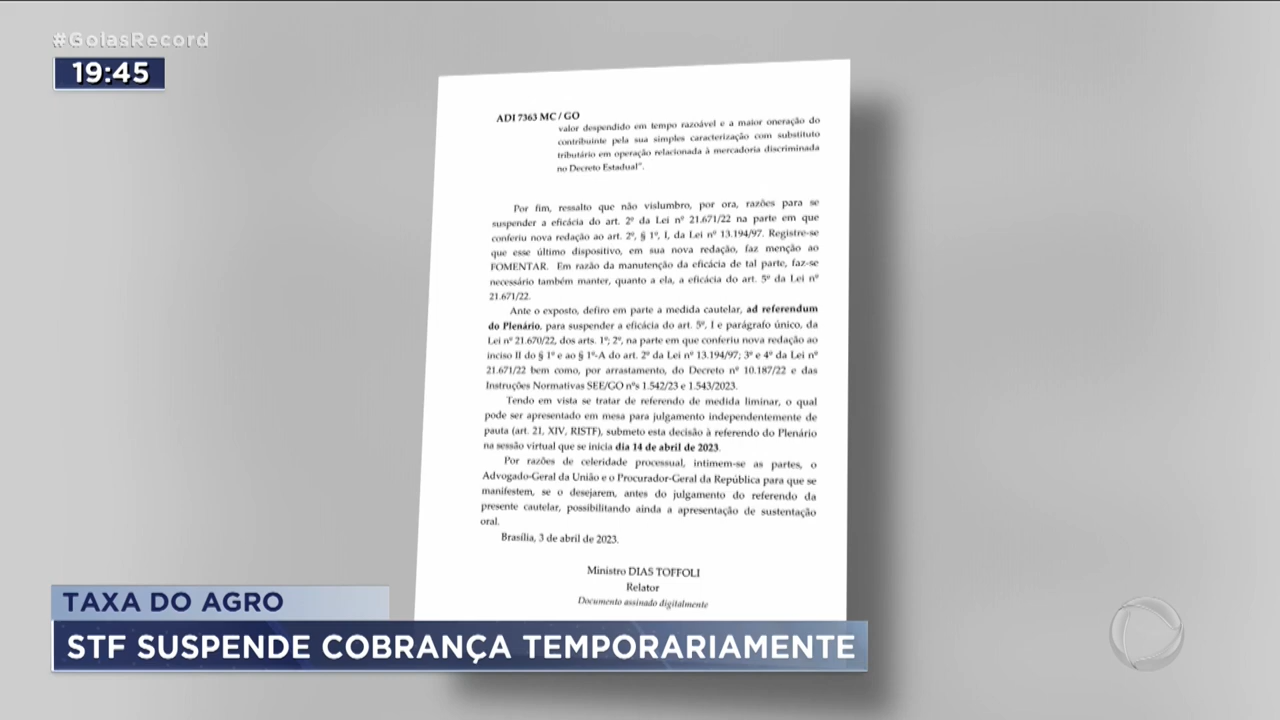 #GoiasRecord
19:45
ADI 7363 MC / GO
valor despendido em tempo razoável e a maior oneração do
contribuinte pela sua simples caracterização com substituto
tributário em operação relacionada à mercadoria discriminada
no Decreto Estadual".
Por fim, ressalto que não vislumbro, por ora, razões para se
suspender a eficácia do art. 2º da Lei nº 21.671/22 na parte em que
conferiu nova redação ao art. 2º, § 1º, I, da Lei nº 13.194/97. Registre-se
que esse último dispositivo, em sua nova redação, faz menção ao
FOMENTAR. Em razão da manutenção da eficácia de tal parte, faz-se
necessário também manter, quanto a ela, a eficácia do art. 5º da Lei nº
21.671/22.
Ante o exposto, defiro em parte a medida cautelar, ad referendum
do Plenário, para suspender a eficácia do art. 5º, I e parágrafo único, da
Lei nº 21.670/22, dos arts. 1º; 2º, na parte em que conferiu nova redação ao
inciso II do § 1º e ao § 1º-A do art. 2º da Lei nº 13.194/97; 3º e 4º da Lei nº
21.671/22 bem como, por arrastamento, do Decreto nº 10.187/22 e das
Instruções Normativas SEE/GO nºs 1.542/23 e 1.543/2023.
Tendo em vista se tratar de referendo de medida liminar, o qual
pode ser apresentado em mesa para julgamento independentemente de
pauta (art. 21, XIV, RISTF), submeto esta decisão à referendo do Plenário
na sessão virtual que se inicia dia 14 de abril de 2023.
Por razões de celeridade processual, intimem-se as partes, o
Advogado-Geral da União e o Procurador-Geral da República para que se
manifestem, se o desejarem, antes do julgamento do referendo da
presente cautelar, possibilitando ainda a apresentação de sustentação
oral.
Brasília, 3 de abril de 2023.
Ministro DIAS TOFFOLI
Relator
Documento assinado digitalmente
TAXA DO AGRO
STF SUSPENDE COBRANÇA TEMPORARIAMENTE